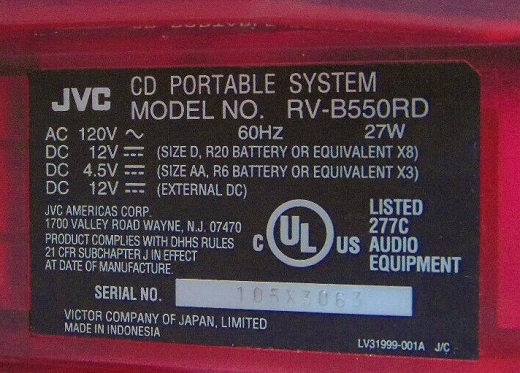 JVC CD PORTABLE SYSTEM
MODEL NO. RV-B550RD
AC 120V ~ 60Hz 27W
DC 12V ⎓ (SIZE D, R20 BATTERY OR EQUIVALENT X8)
DC 4.5V ⎓ (SIZE AA, R6 BATTERY OR EQUIVALENT X3)
DC 12V ⎓ (EXTERNAL DC)
JVC AMERICAS CORP.
1700 VALLEY ROAD WAYNE, N.J. 07470
PRODUCT COMPLIES WITH DHHS RULES
21 CFR SUBCHAPTER J IN EFFECT
AT DATE OF MANUFACTURE.
C UL US
LISTED
277C
AUDIO
EQUIPMENT
SERIAL NO. 105X3063
VICTOR COMPANY OF JAPAN, LIMITED
MADE IN INDONESIA
LV31999-001A J/C